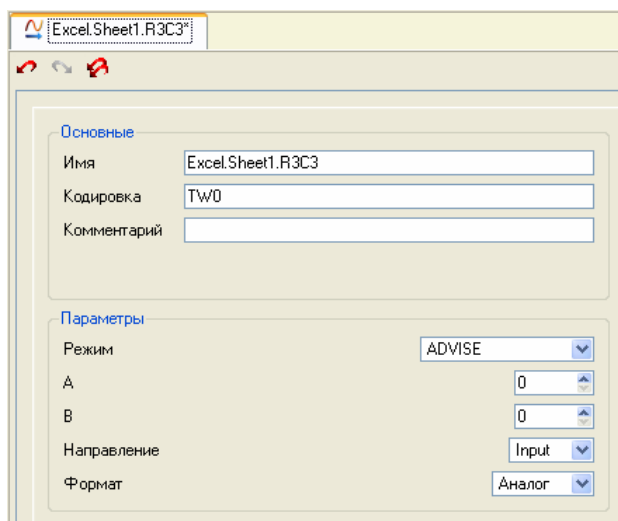 Excel.Sheet1.R3C3*
Основные
Имя Excel.Sheet1.R3C3
Кодировка TW0
Комментарий
Параметры
Режим ADVISE
A 0
B 0
Направление Input
Формат Аналог